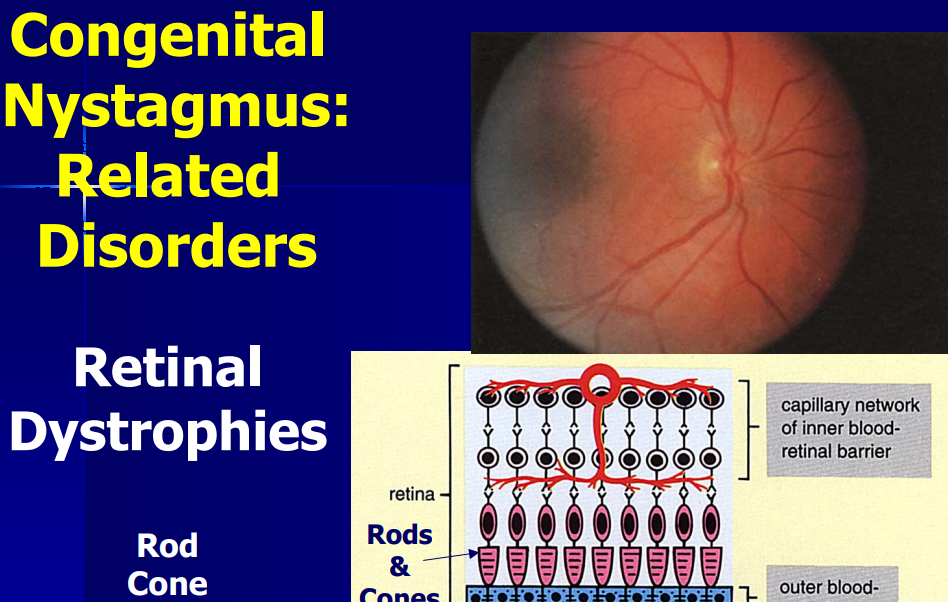 Congenital
Nystagmus:
Related
Disorders
Retinal
Dystrophies
Rod
Cone
capillary network
of inner blood-
retinal barrier
retina
Rods
&
Cones
outer blood-